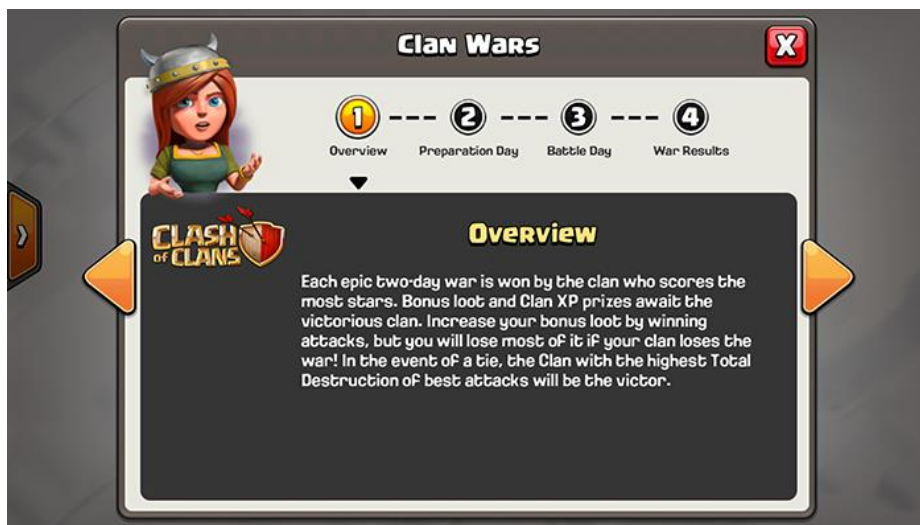 Clan Wars
X
1 2 3 4
Overview Preparation Day Battle Day War Results
CLASH
of CLANS
Overview
Each epic two-day war is won by the clan who scores the
most stars. Bonus loot and Clan XP prizes await the
victorious clan. Increase your bonus loot by winning
attacks, but you will lose most of it if your clan loses the
war! In the event of a tie, the Clan with the highest Total
Destruction of best attacks will be the victor.